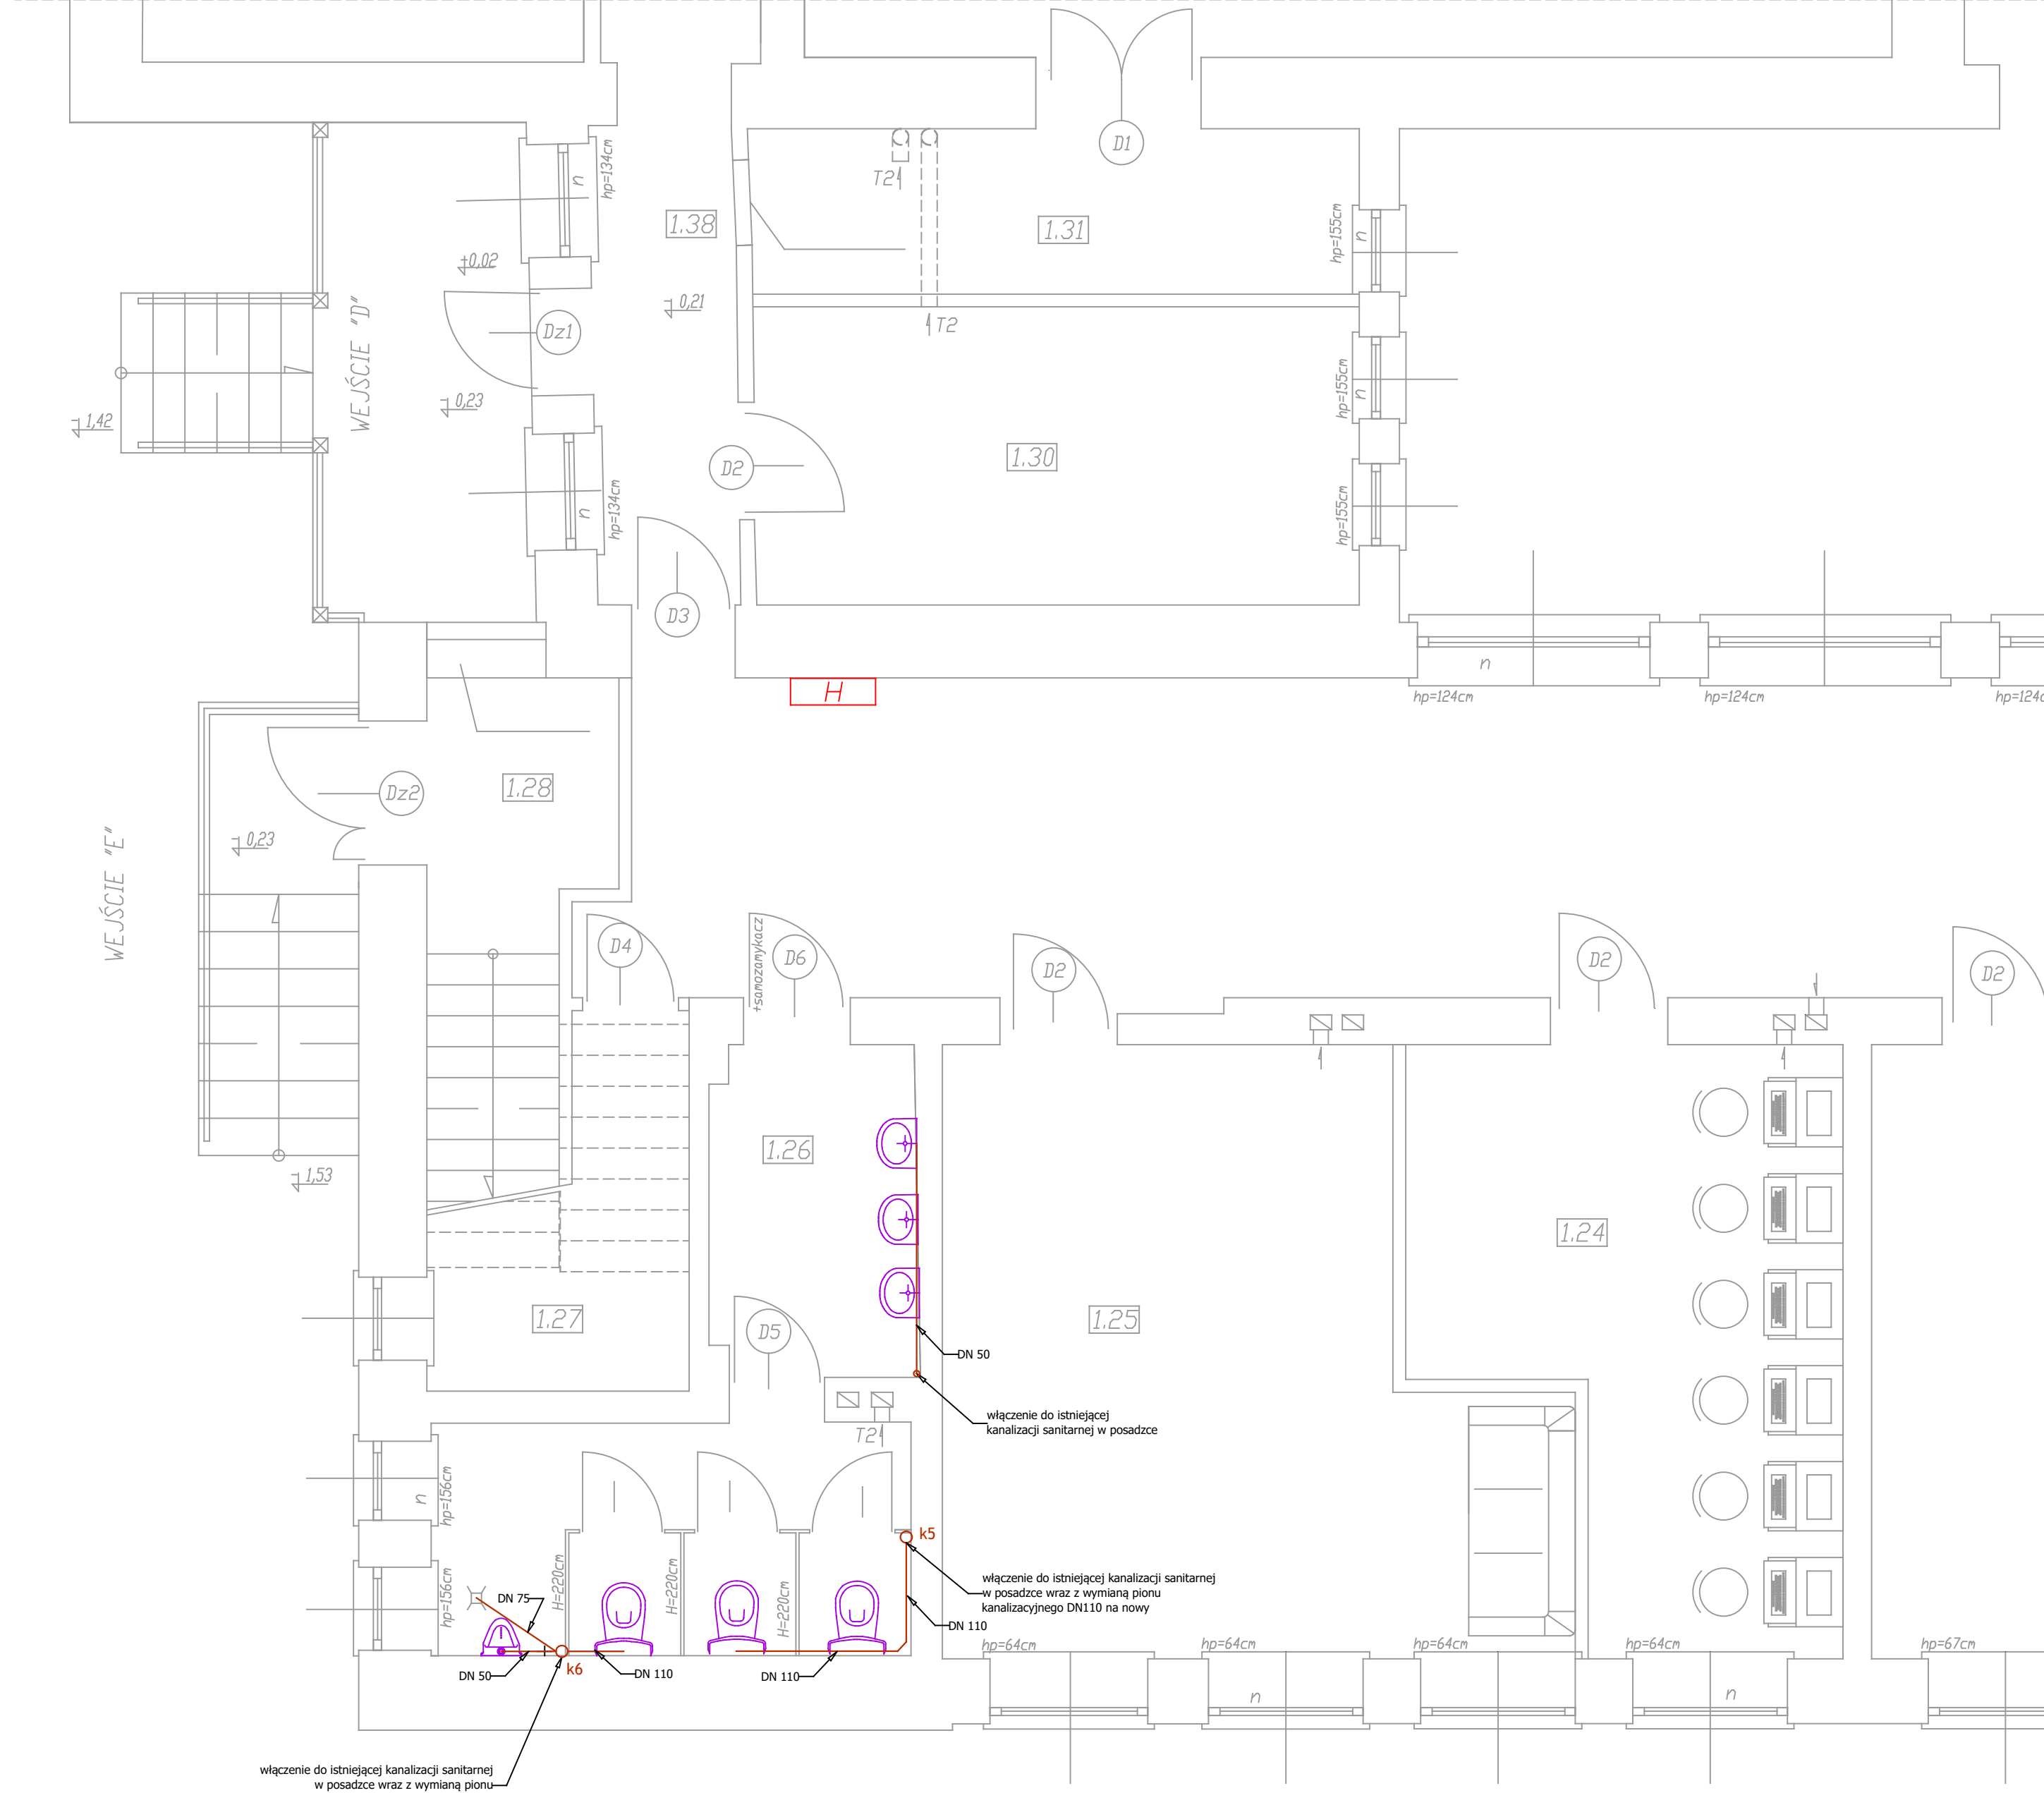 D1
n
hp=134cm
T2
1.38
1.31
hp=155cm
n
±0,02
0,21
WEJŚCIE "D"
Dz1
T2
-0,23
-1,42
hp=155cm
n
D2
1.30
n
hp=134cm
hp=155cm
D3
n
H
hp=124cm
hp=124cm
hp=124c
Dz2
1.28
-0,23
WEJŚCIE "E"
D4
+samozamykacz
D6
D2
D2
D2
1.26
-1,53
1.24
1.27
D5
1.25
DN 50
włączenie do istniejącej
kanalizacji sanitarnej w posadzce
T2
n
hp=156cm
k5
H=220cm
H=220cm
H=220cm
włączenie do istniejącej kanalizacji sanitarnej
w posadzce wraz z wymianą pionu
kanalizacyjnego DN110 na nowy
hp=156cm
DN 75
DN 110
hp=64cm
hp=64cm
hp=64cm
hp=64cm
hp=67cm
k6
DN 50
DN 110
DN 110
n
n
włączenie do istniejącej kanalizacji sanitarnej
w posadzce wraz z wymianą pionu